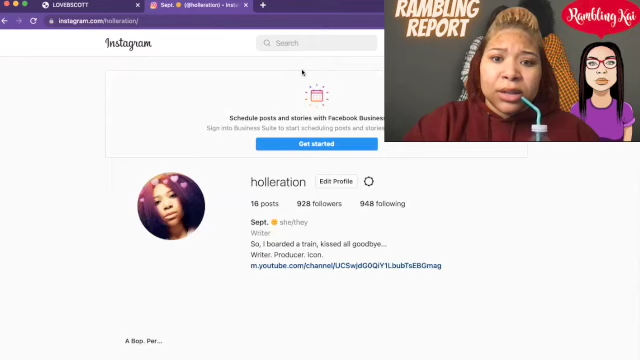 LOVEBSCOTT
Sept. (@holleration) • Insta
instagram.com/holleration/
RAMBLING
REPORT
Rambling Kai
Instagram
Search
Schedule posts and stories with Facebook Business
Sign into Business Suite to start scheduling posts and stories
Get started
holleration
Edit Profile
16 posts 928 followers 948 following
Sept. she/they
Writer
So, I boarded a train, kissed all goodbye...
Writer. Producer. Icon.
m.youtube.com/channel/UCSwjdG0QiY1LbubTsEBGmag
A Bop. Per...